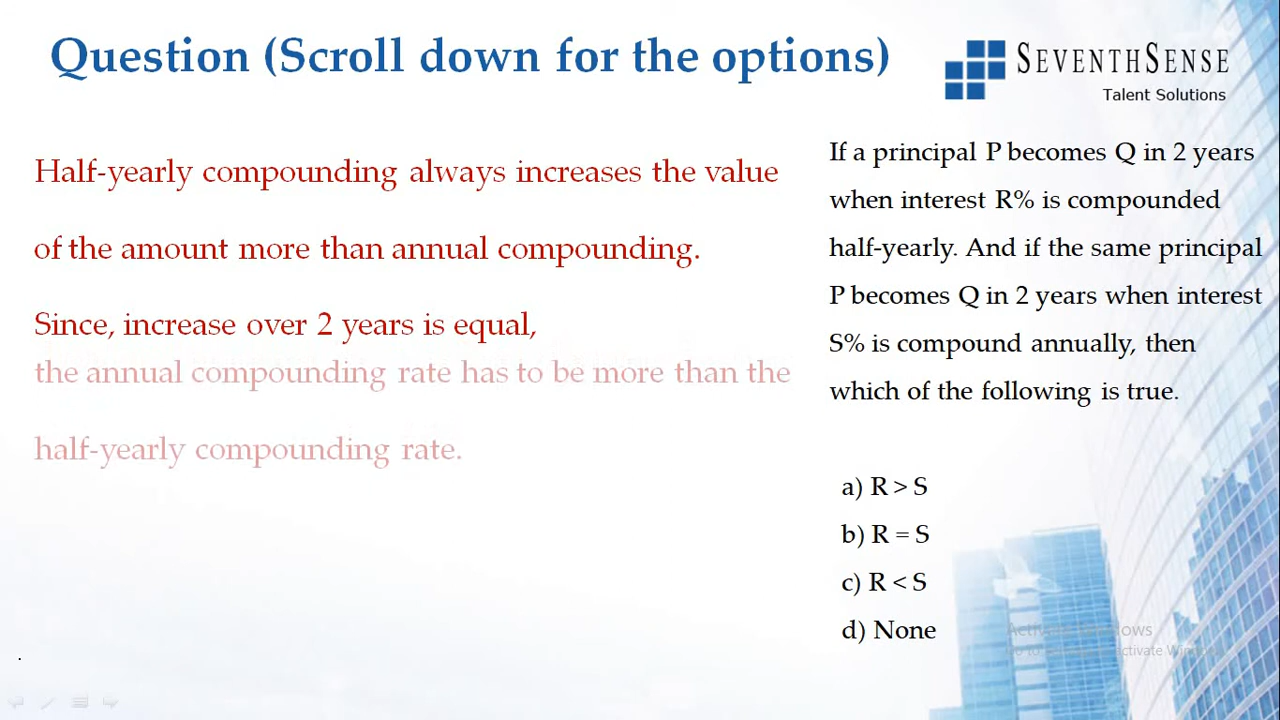 Question (Scroll down for the options)
SEVENTHSENSE
Talent Solutions
Half-yearly compounding always increases the value
of the amount more than annual compounding.
Since, increase over 2 years is equal,
the annual compounding rate has to be more than the
half-yearly compounding rate.
If a principal P becomes Q in 2 years
when interest R% is compounded
half-yearly. And if the same principal
P becomes Q in 2 years when interest
S% is compound annually, then
which of the following is true.
a) R > S
b) R = S
c) R < S
d) None